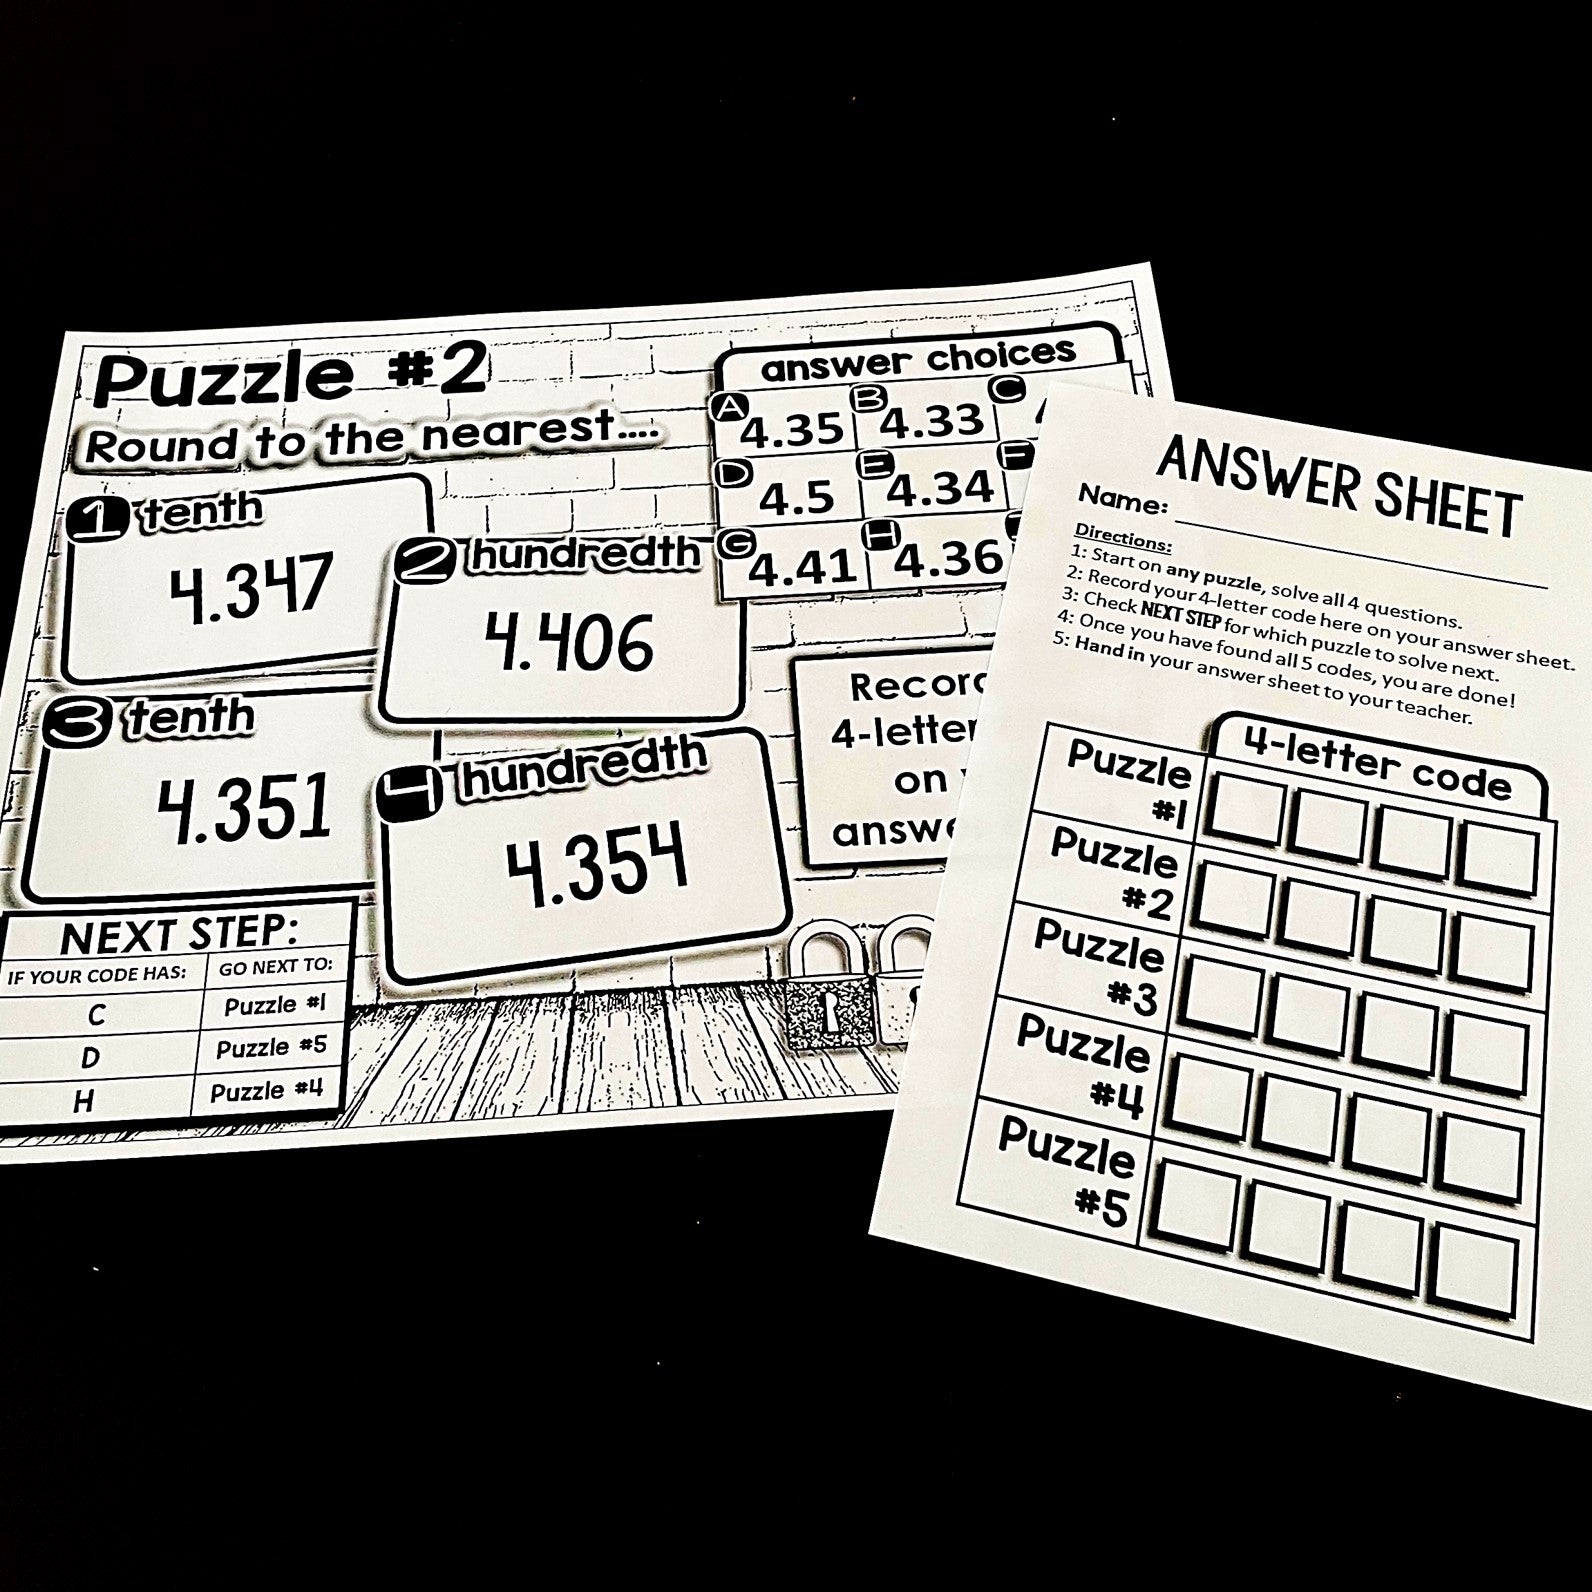 Puzzle #2
Round to the nearest....
1 tenth
4.347
2 hundredth
4.406
3 tenth
4.351
4 hundredth
4.354
answer choices
A 4.35 B 4.33 C
D 4.5 E 4.34 F
G 4.41 H 4.36
4-letter
on
NEXT STEP:
IF YOUR CODE HAS: GO NEXT TO:
C Puzzle #1
D Puzzle #5
H Puzzle #4
ANSWER SHEET
Name:
Directions:
1: Start on any puzzle, solve all 4 questions.
2: Record your 4-letter code here on your answer sheet.
3: Check NEXT STEP for which puzzle to solve next.
4: Once you have found all 5 codes, you are done!
5: Hand in your answer sheet to your teacher.
4-letter code
Puzzle
#1
Puzzle
#2
Puzzle
#3
Puzzle
#4
Puzzle
#5